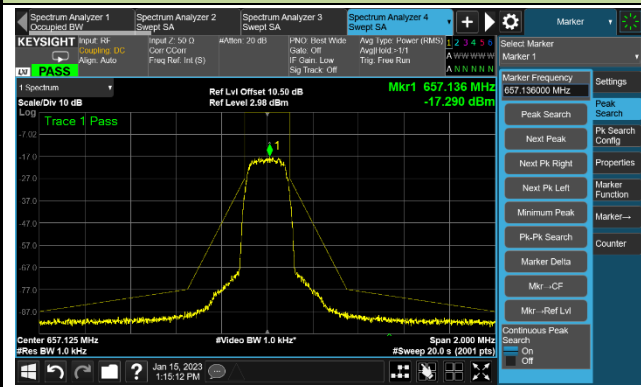 Spectrum Analyzer 1
Occupied BW
Spectrum Analyzer 2
Swept SA
Spectrum Analyzer 3
Swept SA
Spectrum Analyzer 4
Swept SA
Marker
KEYSIGHT
Input: RF
Coupling: DC
Align: Auto
Input Z: 50 Ω
Corr CCorr
Freq Ref: Int (S)
#Atten: 20 dB
PNO: Best Wide
Gate: Off
IF Gain: Low
Sig Track: Off
Avg Type: Power (RMS)
Avg|Hold:>1/1
Trig: Free Run
1 2 3 4 5 6
A W W W W W
A N N N N N
LXI
PASS
Select Marker
Marker 1
1 Spectrum
Scale/Div 10 dB
Ref Lvl Offset 10.50 dB
Ref Level 2.98 dBm
Mkr1 657.136 MHz
-17.290 dBm
Log
Trace 1 Pass
1
-7.02
-17.0
-27.0
-37.0
-47.0
-57.0
-67.0
-77.0
-87.0
Center 657.125 MHz
#Res BW 1.0 kHz
#Video BW 1.0 kHz*
Span 2.000 MHz
#Sweep 20.0 s (2001 pts)
Marker Frequency
657.136000 MHz
Peak Search
Next Peak
Next Pk Right
Next Pk Left
Minimum Peak
Pk-Pk Search
Marker Delta
Mkr→CF
Mkr→Ref Lvl
Continuous Peak
Search
On
Off
Settings
Peak
Search
Pk Search
Config
Properties
Marker
Function
Marker→
Counter
?
Jan 15, 2023
1:15:12 PM